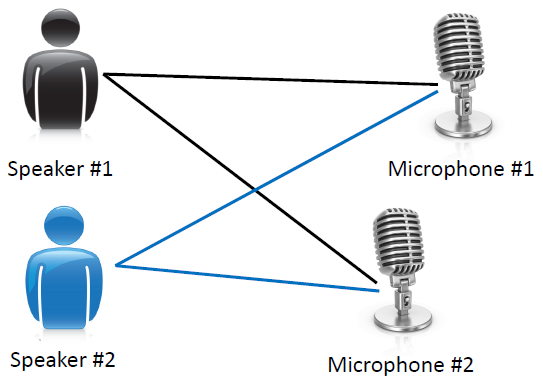 Speaker #1
Microphone #1
Speaker #2
Microphone #2